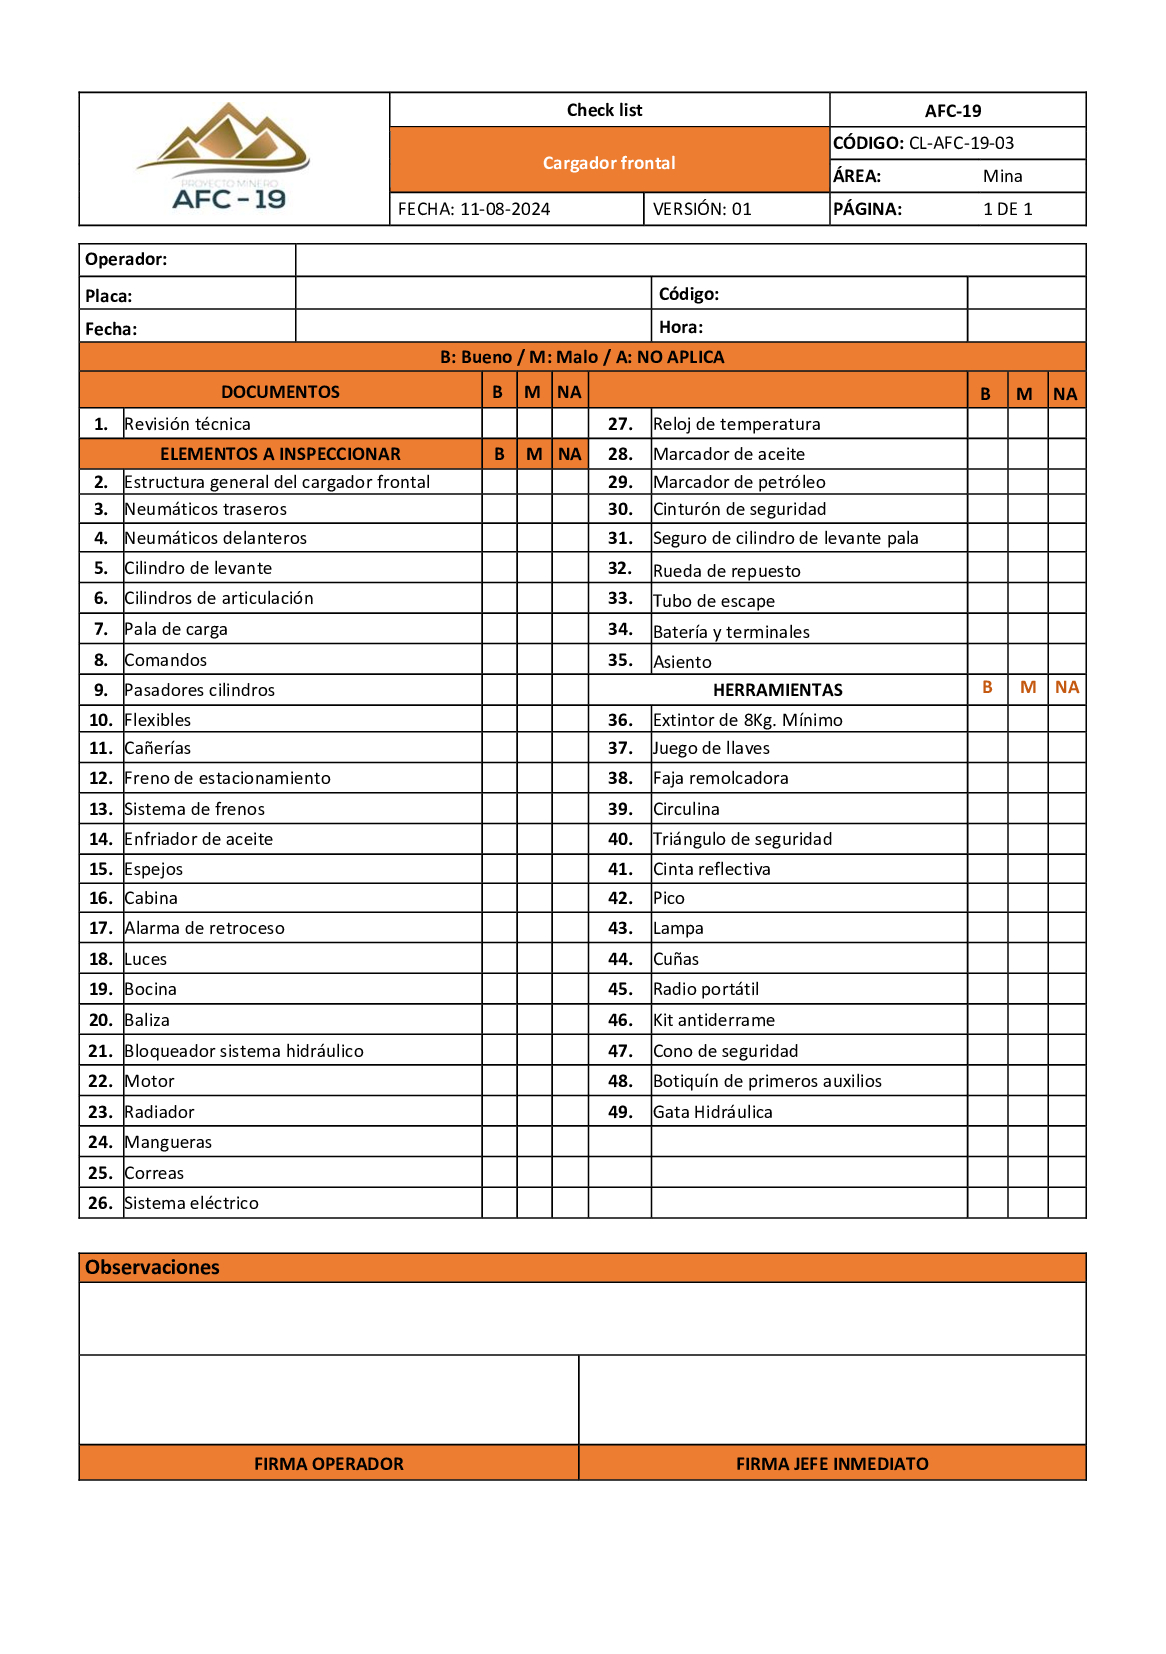 PROYECTO MINERO
AFC - 19
Check list
AFC-19
Cargador frontal
CÓDIGO: CL-AFC-19-03
ÁREA: Mina
FECHA: 11-08-2024 VERSIÓN: 01 PÁGINA: 1 DE 1
Operador:
Placa: Código:
Fecha: Hora:
B: Bueno / M: Malo / A: NO APLICA
DOCUMENTOS B M NA B M NA
1. Revisión técnica 27. Reloj de temperatura
ELEMENTOS A INSPECCIONAR B M NA 28. Marcador de aceite
2. Estructura general del cargador frontal 29. Marcador de petróleo
3. Neumáticos traseros 30. Cinturón de seguridad
4. Neumáticos delanteros 31. Seguro de cilindro de levante pala
5. Cilindro de levante 32. Rueda de repuesto
6. Cilindros de articulación 33. Tubo de escape
7. Pala de carga 34. Batería y terminales
8. Comandos 35. Asiento
9. Pasadores cilindros HERRAMIENTAS B M NA
10. Flexibles 36. Extintor de 8Kg. Mínimo
11. Cañerías 37. Juego de llaves
12. Freno de estacionamiento 38. Faja remolcadora
13. Sistema de frenos 39. Circulina
14. Enfriador de aceite 40. Triángulo de seguridad
15. Espejos 41. Cinta reflectiva
16. Cabina 42. Pico
17. Alarma de retroceso 43. Lampa
18. Luces 44. Cuñas
19. Bocina 45. Radio portátil
20. Baliza 46. Kit antiderrame
21. Bloqueador sistema hidráulico 47. Cono de seguridad
22. Motor 48. Botiquín de primeros auxilios
23. Radiador 49. Gata Hidráulica
24. Mangueras
25. Correas
26. Sistema eléctrico
Observaciones
FIRMA OPERADOR FIRMA JEFE INMEDIATO